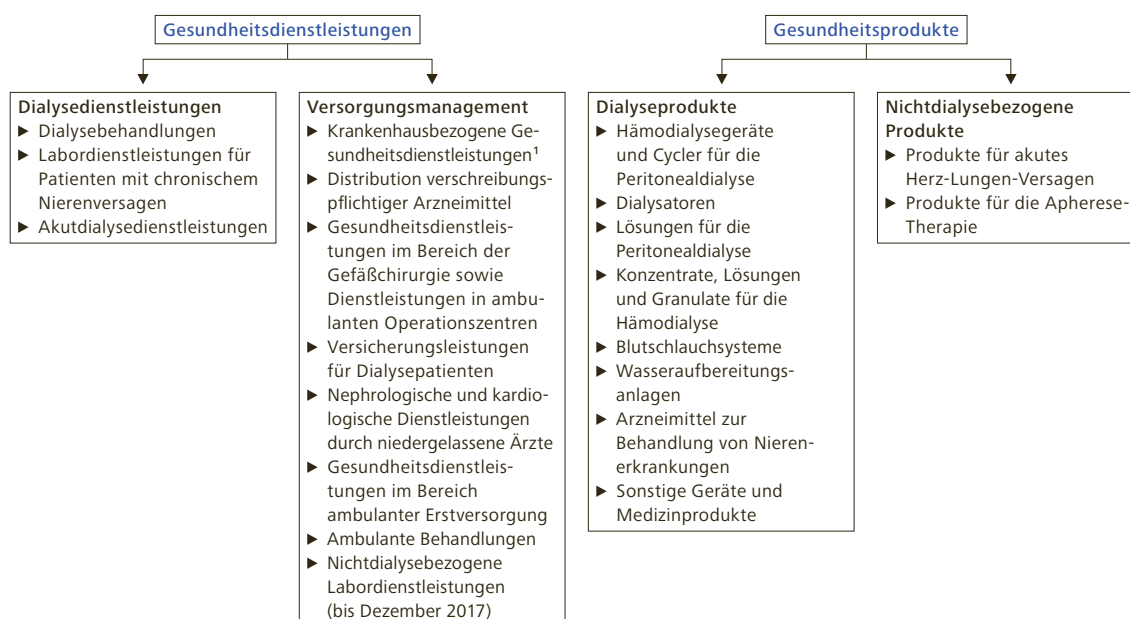 Gesundheitsdienstleistungen
Gesundheitsprodukte
Dialysedienstleistungen
► Dialysebehandlungen
► Labordienstleistungen für
Patienten mit chronischem
Nierenversagen
► Akutdialysedienstleistungen
Versorgungsmanagement
► Krankenhausbezogene Ge-
sundheitsdienstleistungen¹
► Distribution verschreibungs-
pflichtiger Arzneimittel
► Gesundheitsdienstleis-
tungen im Bereich der
Gefäßchirurgie sowie
Dienstleistungen in ambu-
lanten Operationszentren
► Versicherungsleistungen
für Dialysepatienten
► Nephrologische und kardio-
logische Dienstleistungen
durch niedergelassene Ärzte
► Gesundheitsdienstleis-
tungen im Bereich
ambulanter Erstversorgung
► Ambulante Behandlungen
► Nichtdialysebezogene
Labordienstleistungen
(bis Dezember 2017)
Dialyseprodukte
► Hämodialysegeräte
und Cycler für die
Peritonealdialyse
► Dialysatoren
► Lösungen für die
Peritonealdialyse
► Konzentrate, Lösungen
und Granulate für die
Hämodialyse
► Blutschlauchsysteme
► Wasseraufbereitungs-
anlagen
► Arzneimittel zur
Behandlung von Nieren-
erkrankungen
► Sonstige Geräte und
Medizinprodukte
Nichtdialysebezogene
Produkte
► Produkte für akutes
Herz-Lungen-Versagen
► Produkte für die Apherese-
Therapie